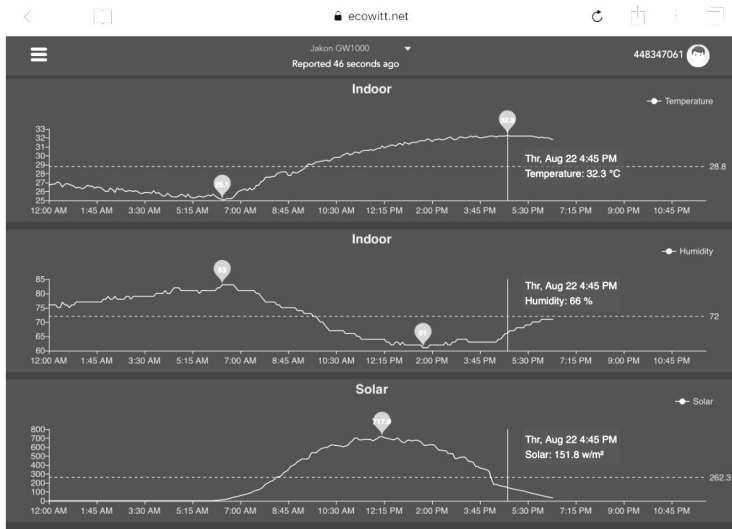 ecowitt.net
Jakon GW1000
Reported 46 seconds ago
448347061
Indoor
Temperature
33
31
30
29
28
27
26
25
32.3
25.1
28.8
Thr, Aug 22 4:45 PM
Temperature: 32.3 °C
12:00 AM 1:45 AM 3:30 AM 5:15 AM 7:00 AM 8:45 AM 10:30 AM 12:15 PM 2:00 PM 3:45 PM 5:30 PM 7:15 PM 9:00 PM 10:45 PM
Indoor
Humidity
85
80
75
70
65
60
83
61
72
Thr, Aug 22 4:45 PM
Humidity: 66 %
12:00 AM 1:45 AM 3:30 AM 5:15 AM 7:00 AM 8:45 AM 10:30 AM 12:15 PM 2:00 PM 3:45 PM 5:30 PM 7:15 PM 9:00 PM 10:45 PM
Solar
Solar
800
700
600
500
400
300
200
100
0
717.9
262.3
Thr, Aug 22 4:45 PM
Solar: 151.8 w/m²
12:00 AM 1:45 AM 3:30 AM 5:15 AM 7:00 AM 8:45 AM 10:30 AM 12:15 PM 2:00 PM 3:45 PM 5:30 PM 7:15 PM 9:00 PM 10:45 PM